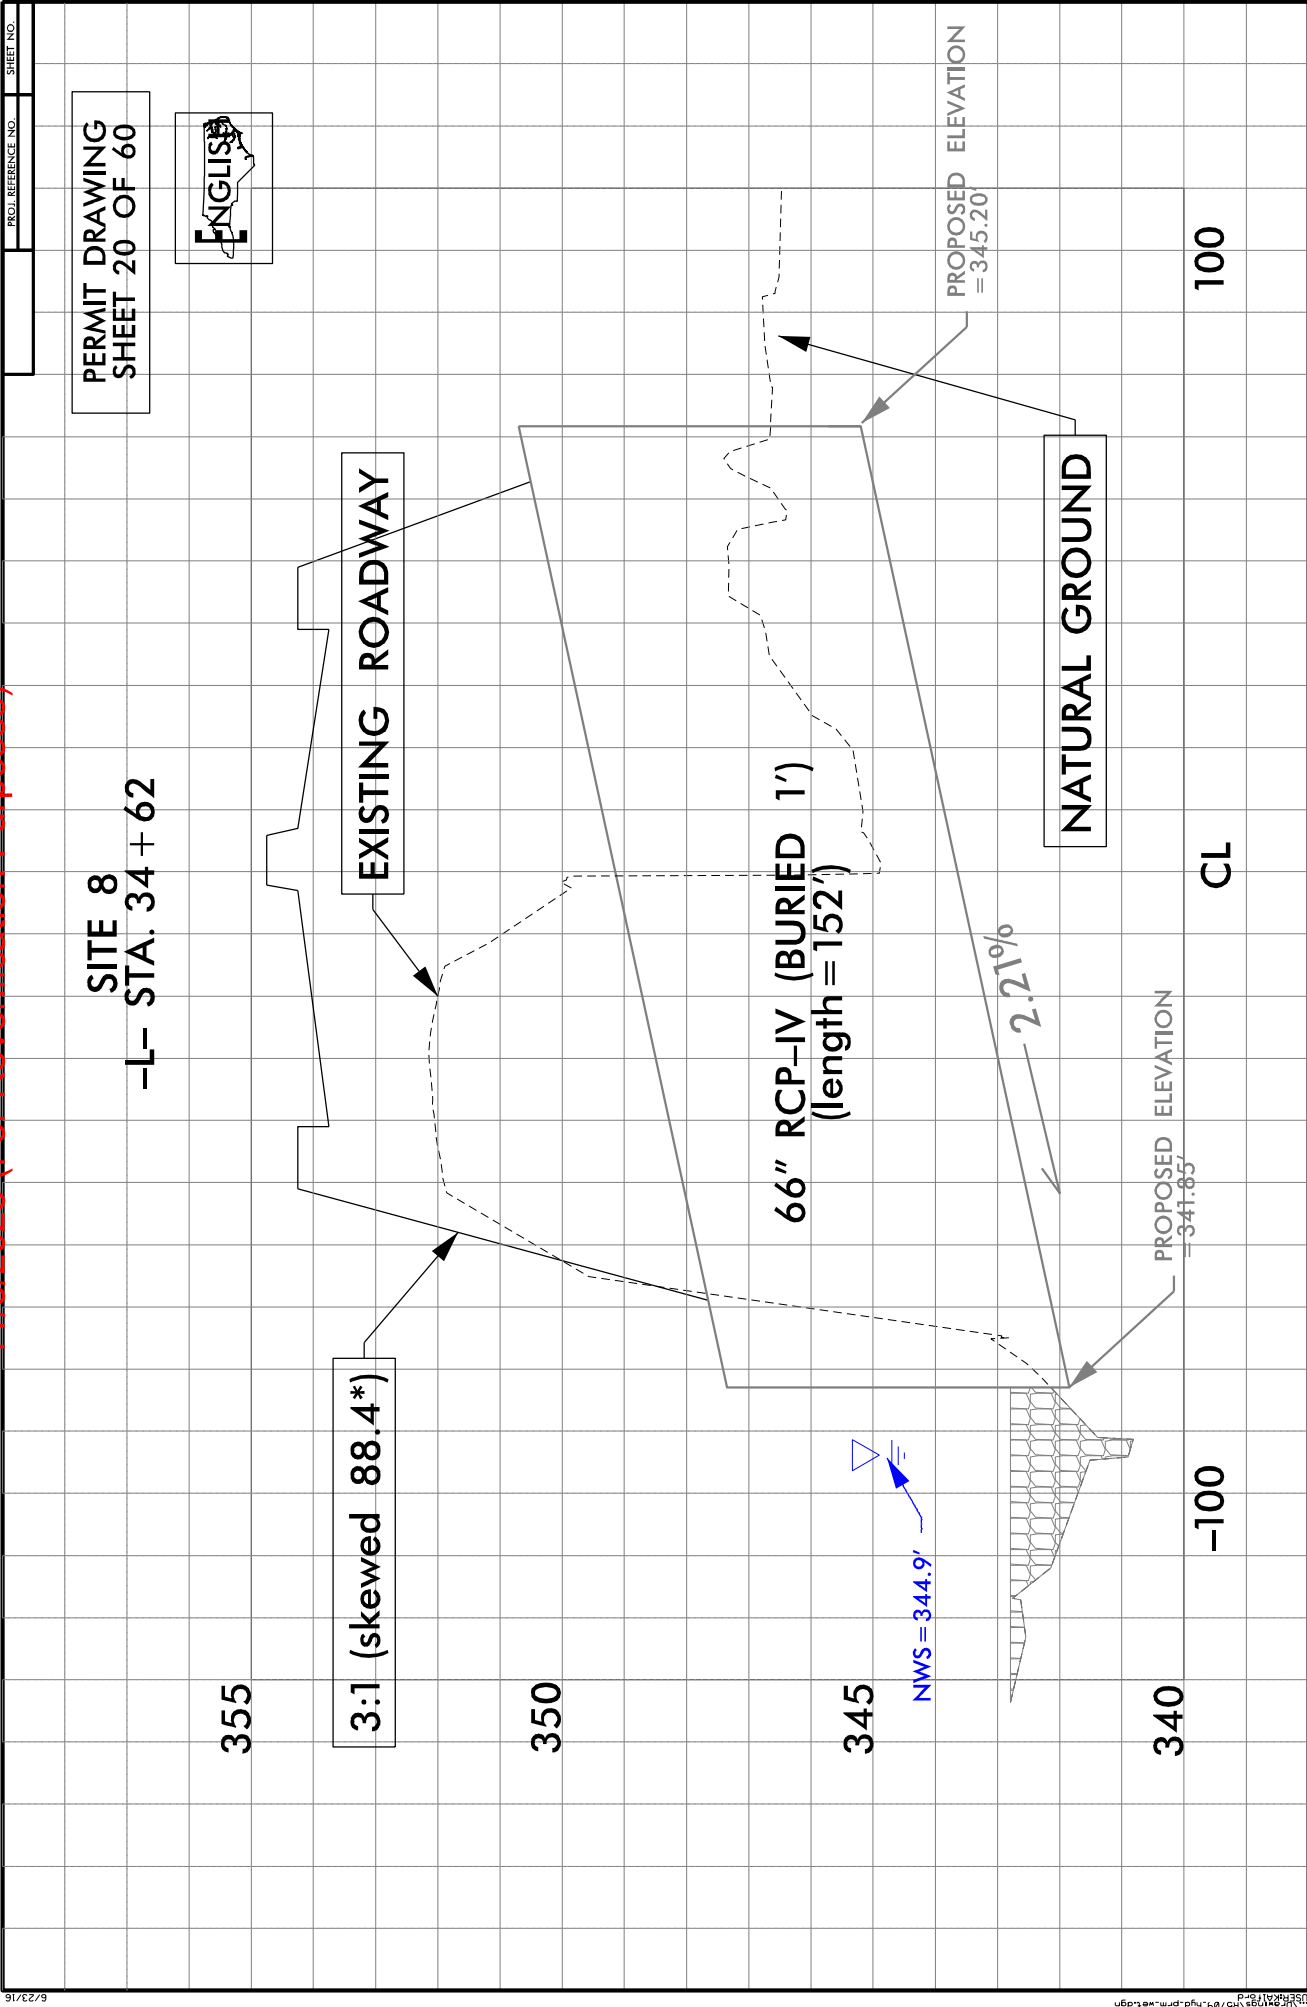 PROJ. REFERENCE NO.
SHEET NO.
PERMIT DRAWING
SHEET 20 OF 60
ENGLISH
SITE 8
-L- STA. 34+62
355
350
345
340
3:1 (skewed 88.4*)
EXISTING ROADWAY
66" RCP-IV (BURIED 1')
(length=152')
NWS=344.9'
2.21%
PROPOSED ELEVATION
=341.85'
PROPOSED ELEVATION
=345.20'
NATURAL GROUND
-100
CL
100
6/23/16